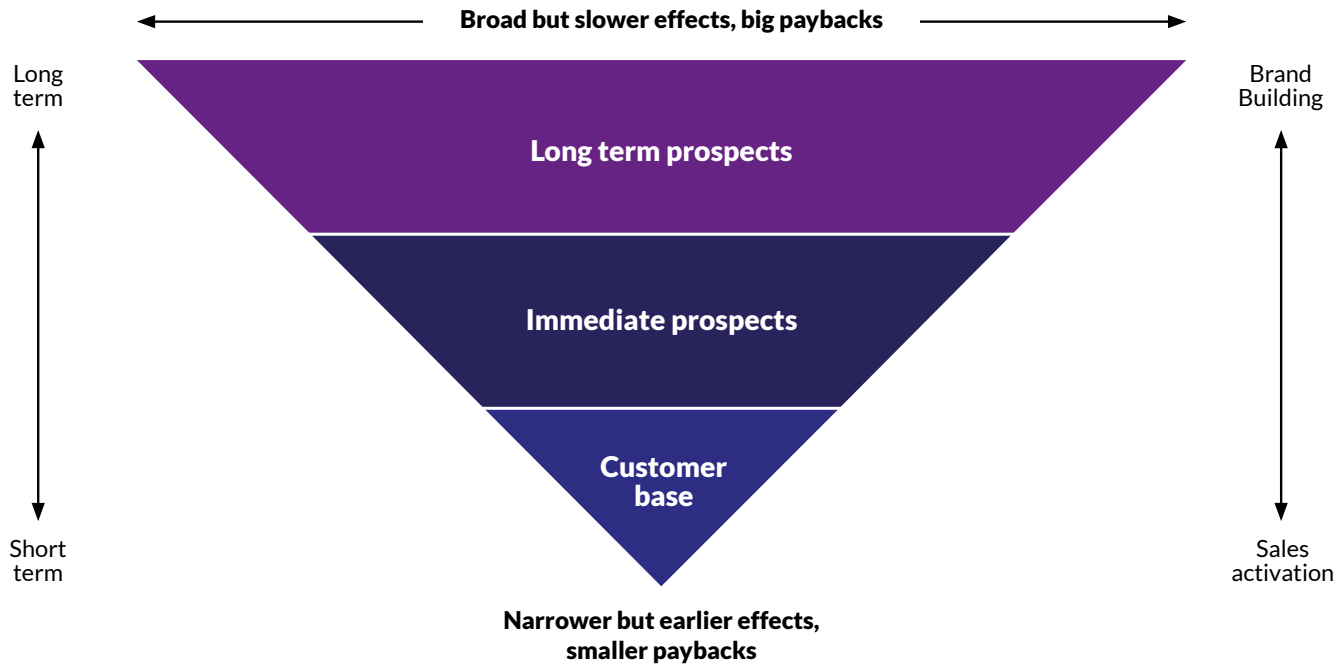 Broad but slower effects, big paybacks
Long
term
Brand
Building
Long term prospects
Immediate prospects
Customer
base
Short
term
Sales
activation
Narrower but earlier effects,
smaller paybacks